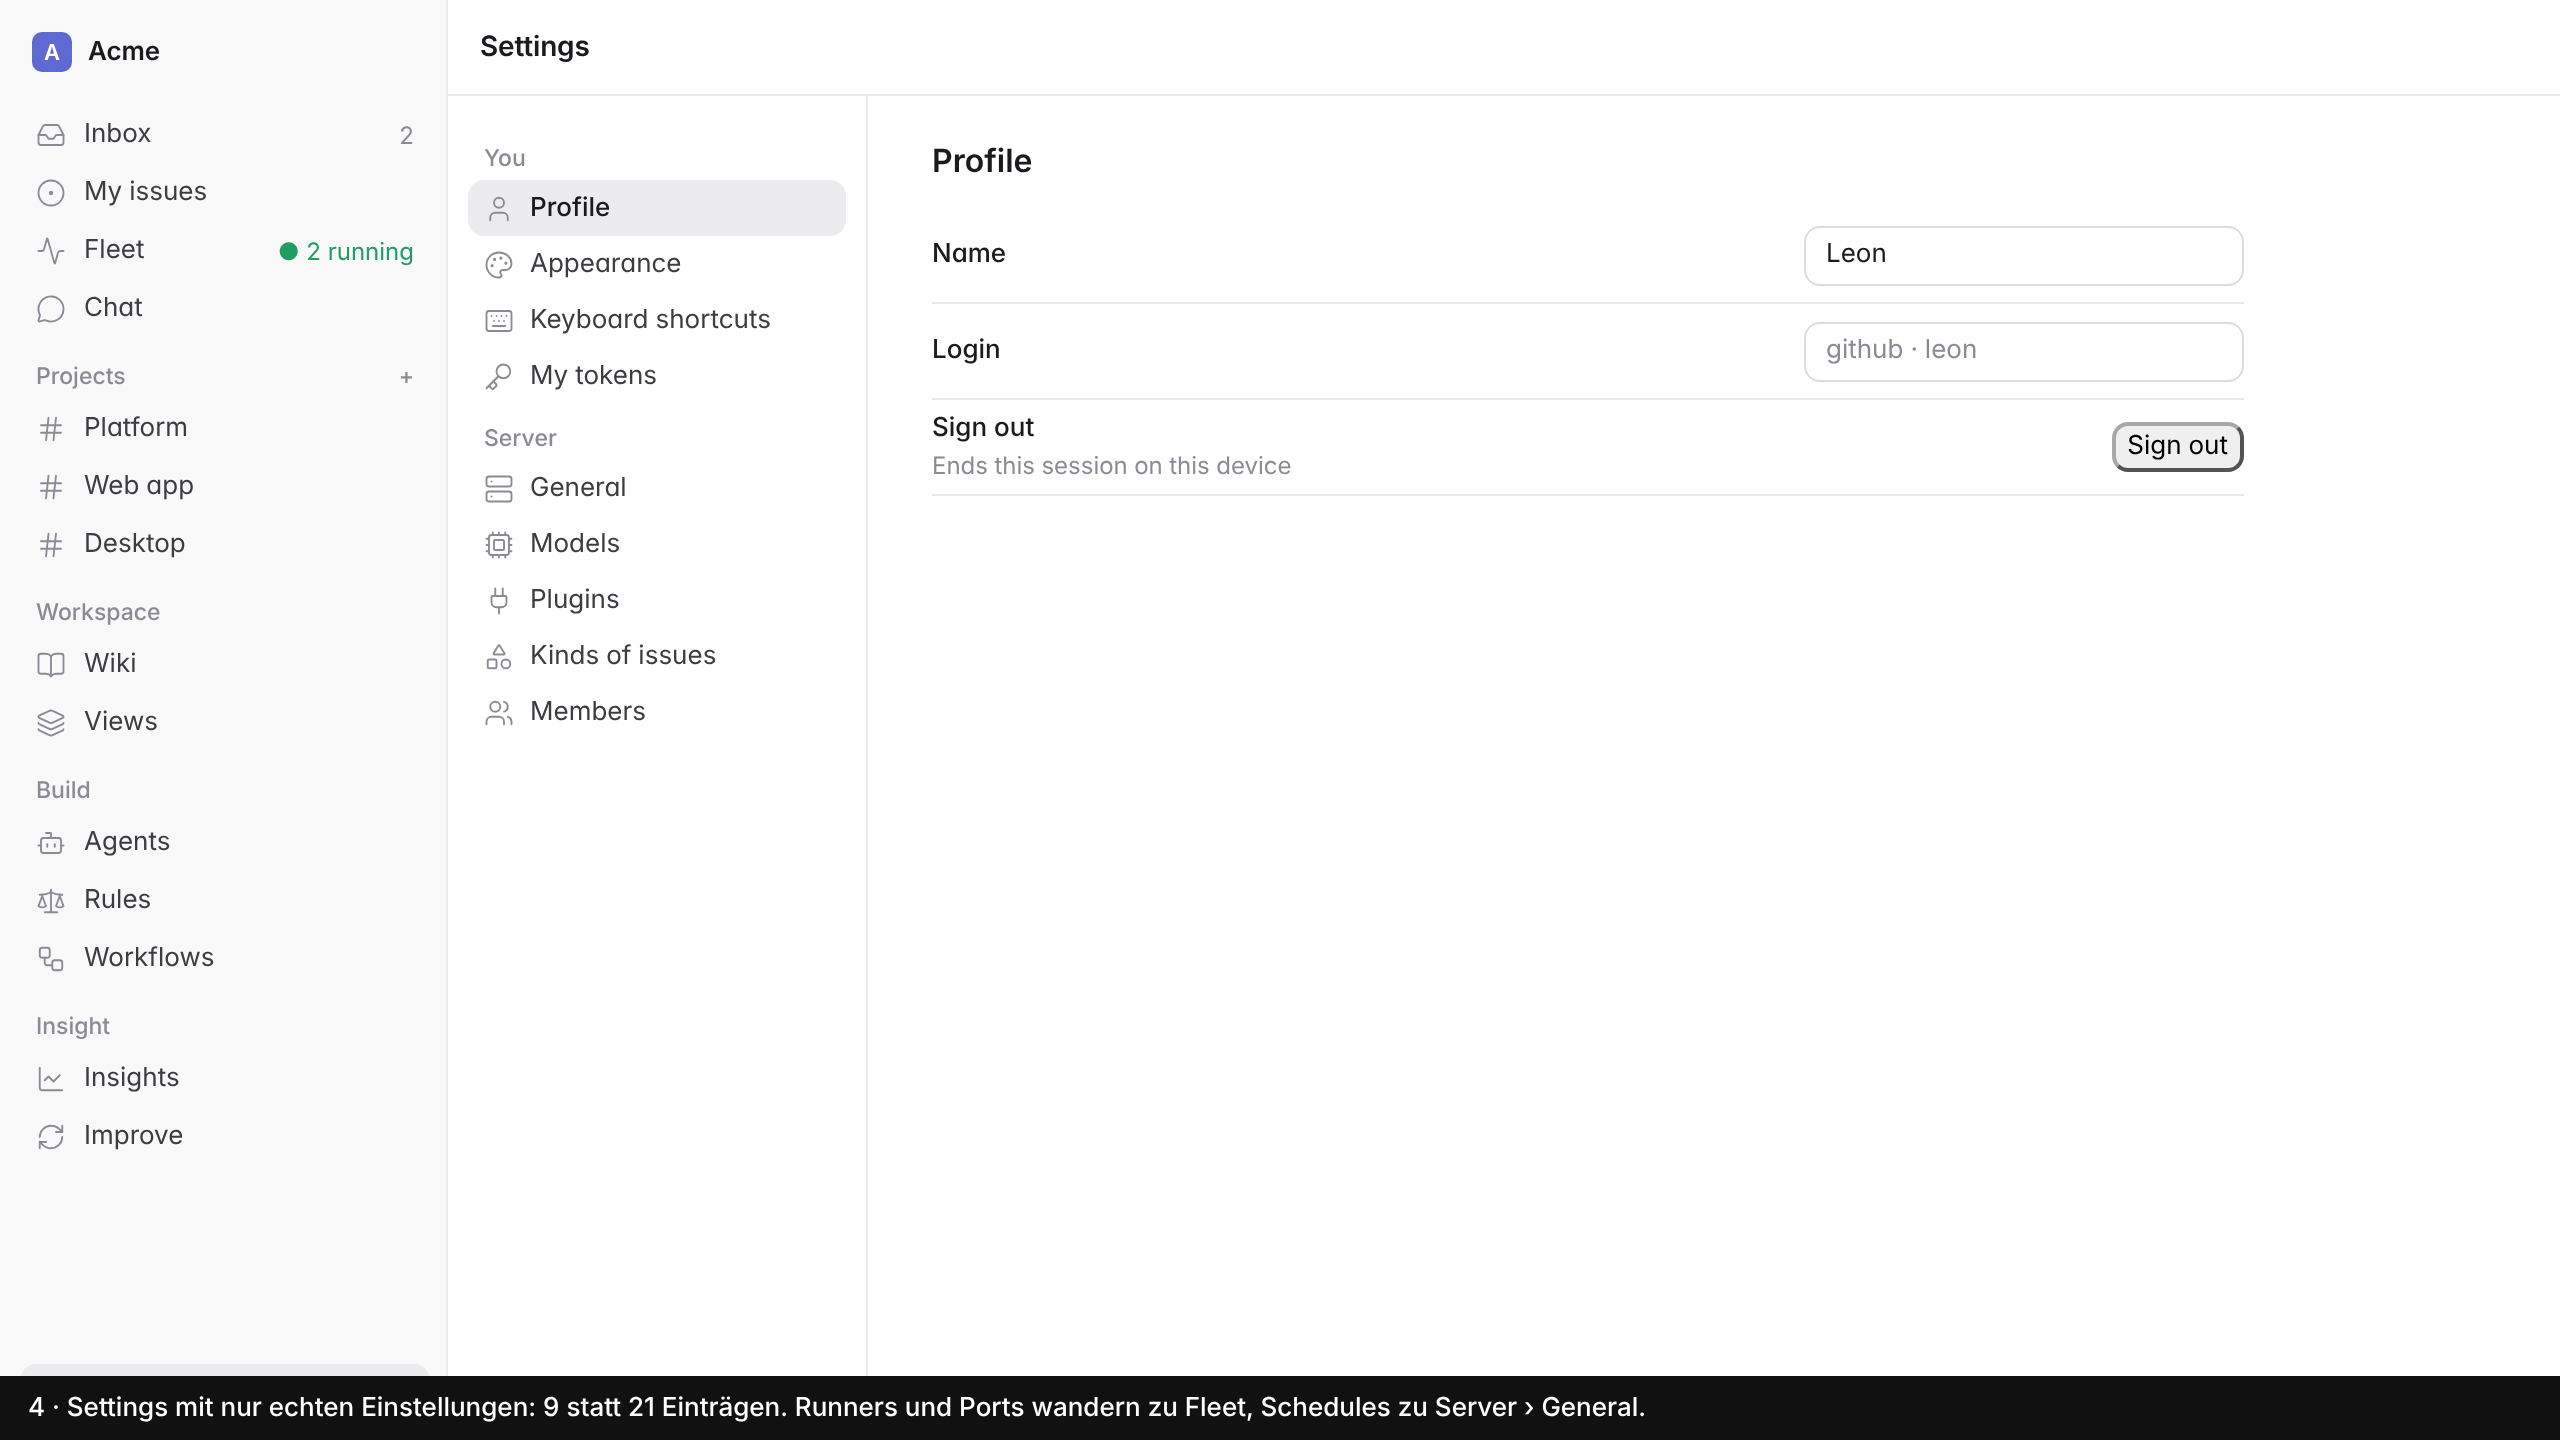 A Acme
Inbox 2
My issues
Fleet 2 running
Chat
Projects +
Platform
Web app
Desktop
Workspace
Wiki
Views
Build
Agents
Rules
Workflows
Insight
Insights
Improve
Settings
You
Profile
Appearance
Keyboard shortcuts
My tokens
Server
General
Models
Plugins
Kinds of issues
Members
Profile
Name Leon
Login github · leon
Sign out
Ends this session on this device
Sign out
4 · Settings mit nur echten Einstellungen: 9 statt 21 Einträgen. Runners und Ports wandern zu Fleet, Schedules zu Server › General.